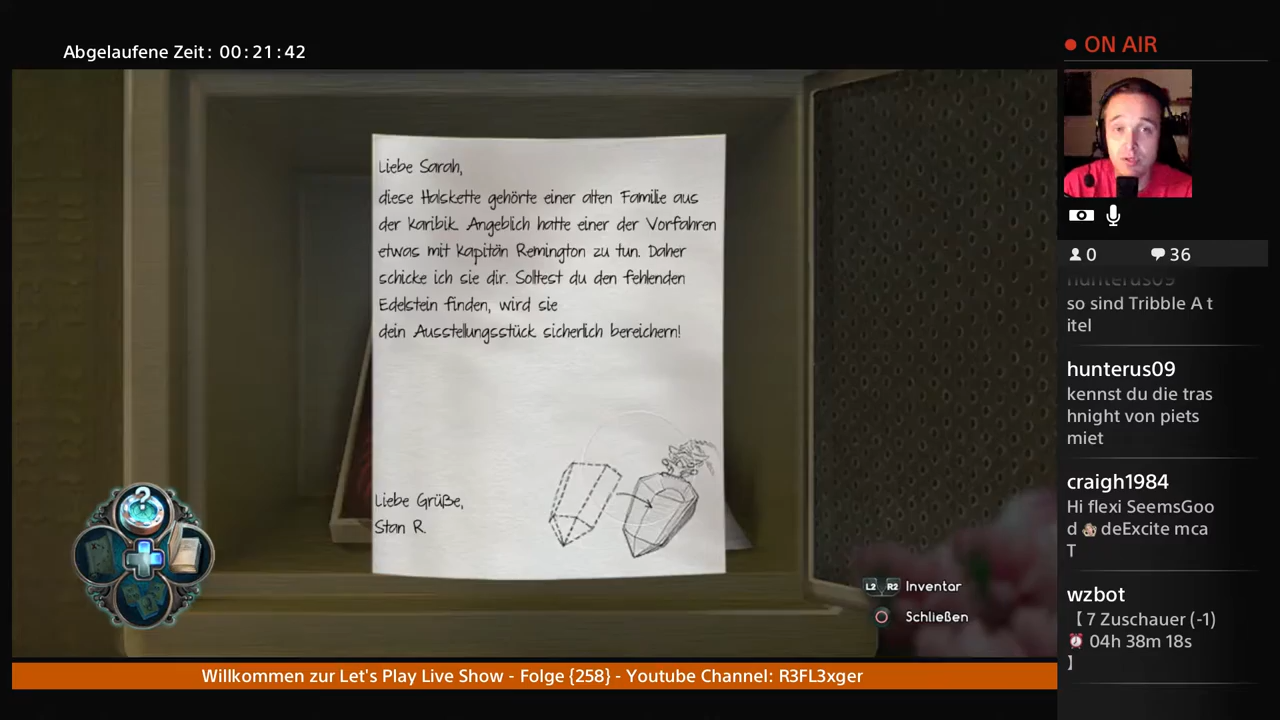 Abgelaufene Zeit: 00:21:42
Liebe Sarah,
diese Halskette gehörte einer alten Familie aus
der Karibik. Angeblich hatte einer der Vorfahren
etwas mit Kapitän Remington zu tun. Daher
schicke ich sie dir. Solltest du den fehlenden
Edelstein finden, wird sie
dein Ausstellungsstück sicherlich bereichern!
Liebe Grüße,
Stan R.
L2 R2 Inventar
Schließen
Willkommen zur Let's Play Live Show - Folge {258} - Youtube Channel: R3FL3xger
ON AIR
0 36
hunterus09
so sind Tribble A t
itel
hunterus09
kennst du die tras
hnight von piets
miet
craigh1984
Hi flexi SeemsGoo
d deExcite mca
T
wzbot
【 7 Zuschauer (-1)
04h 38m 18s
】